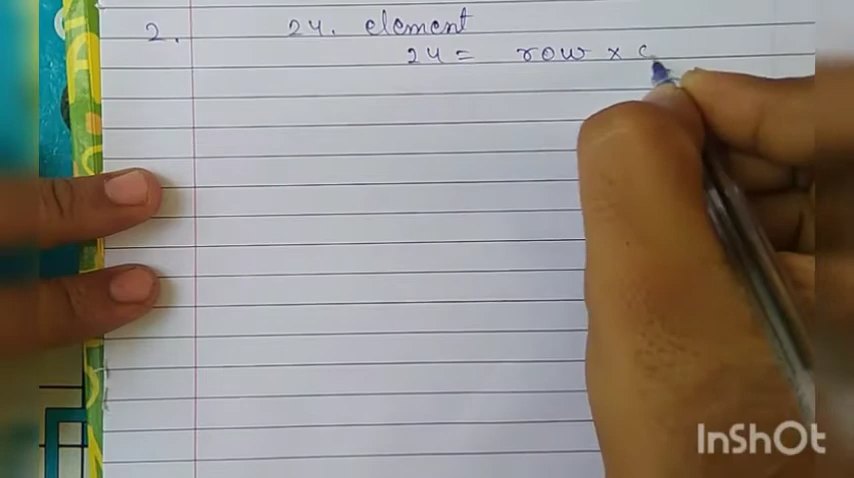 2. 24. element
24 = row x c
InShOt